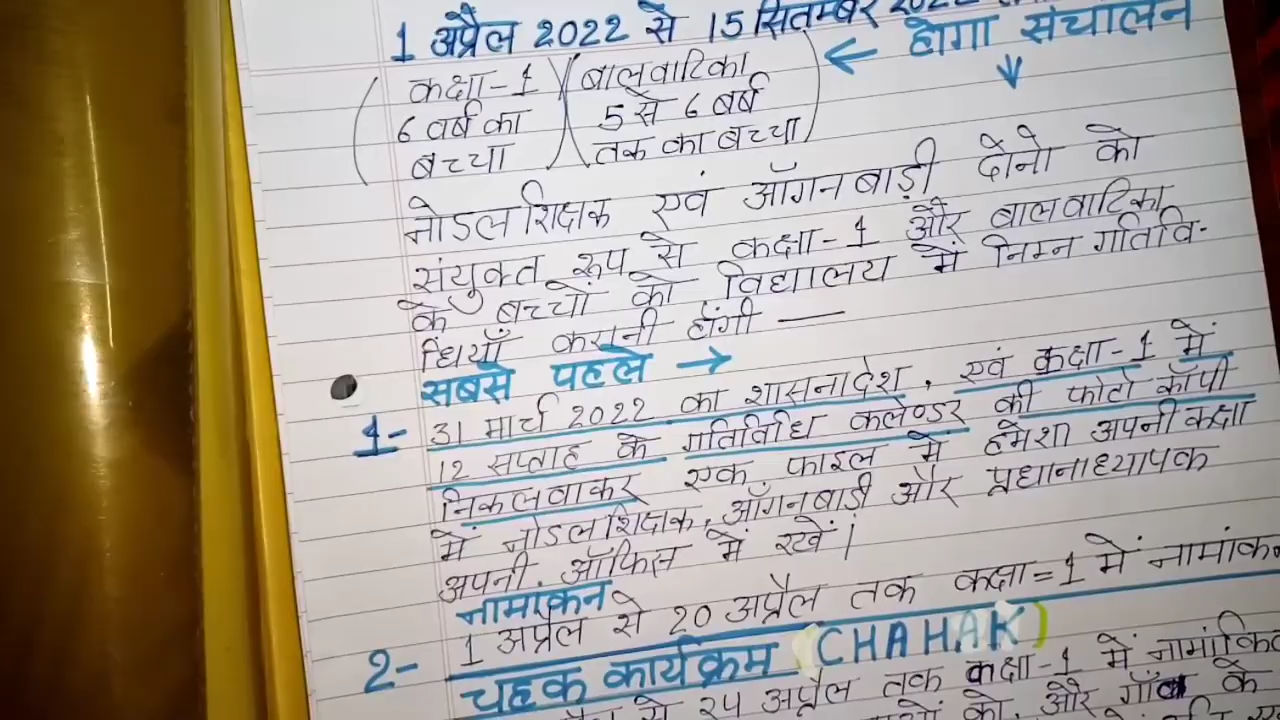 1 अप्रैल 2022 से 15 सितम्बर 2022
← होगा संचालन
(कक्षा-1) (बालवाटिका
6 वर्ष का 5 से 6 बर्ष
बच्चा तक का बच्चा)
नोडल शिक्षक एवं आँगनबाड़ी दोनो को
संयुक्त रूप से कक्षा-1 और बालवाटिका
के बच्चों को विद्यालय में निम्न गतिवि-
धियाँ करानी होंगी —
सबसे पहले →
1- 31 मार्च 2022 का शासनादेश, एवं कक्षा-1 में
12 सप्ताह के गतिविधि कलेण्डर की फोटो कॉपी
निकलवाकर एक फाइल में हमेशा अपनी कक्षा
में नोडल शिक्षक, आँगनबाड़ी और प्रधानाध्यापक
अपनी ऑफिस में रखें।
नामांकन
1 अप्रैल से 20 अप्रैल तक कक्षा=1 में नामांकन
2- चहक कार्यक्रम (CHAHAK)
से 24 अप्रैल तक कक्षा-1 में नामांकित
को, और गाँव के